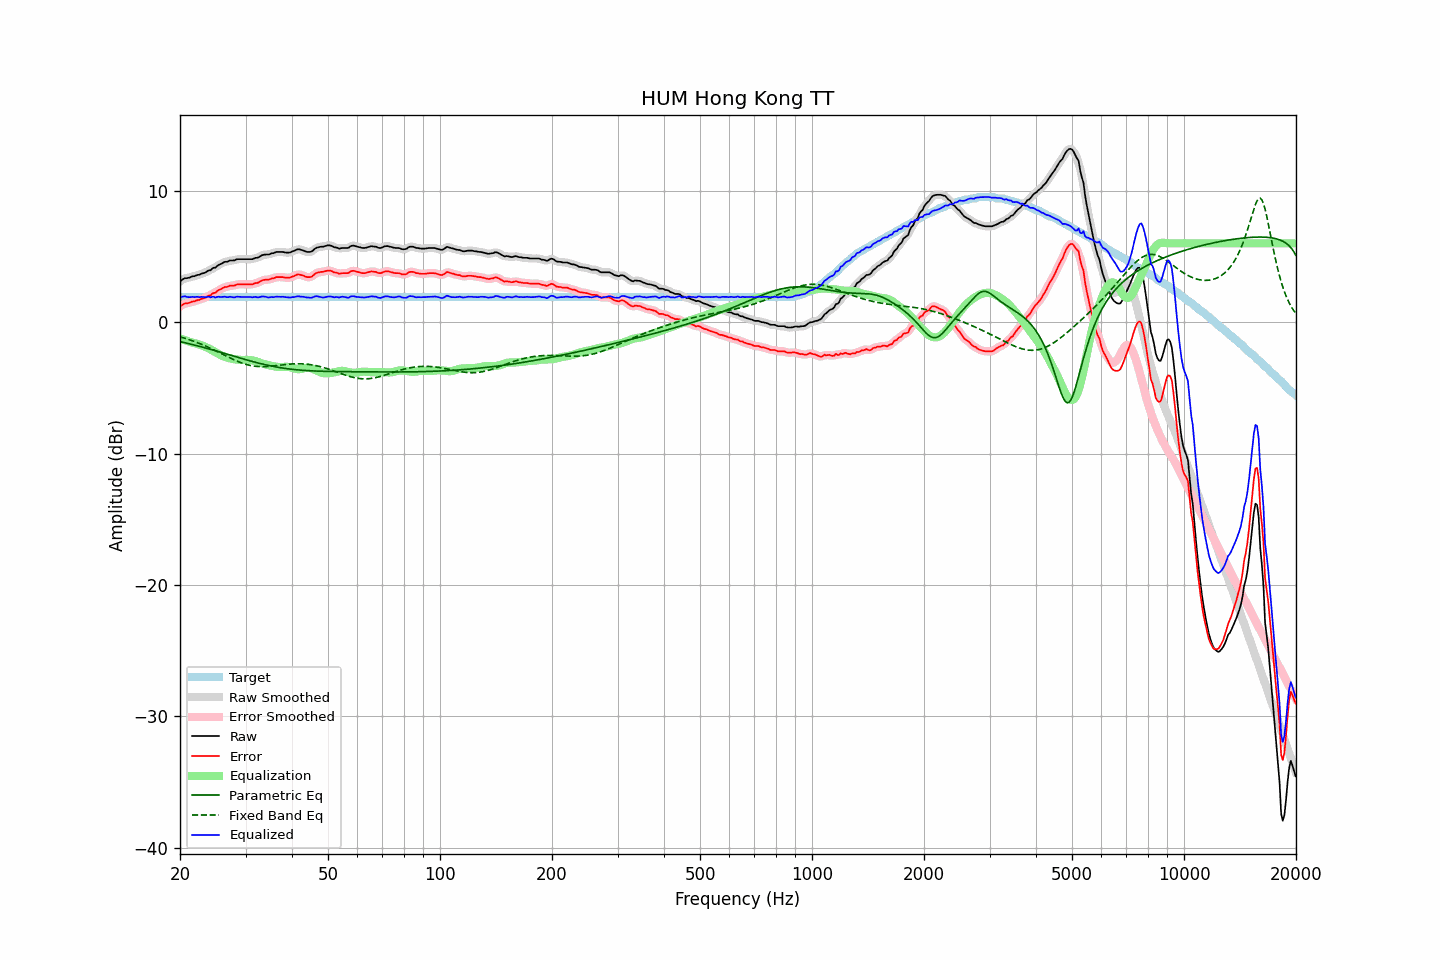 HUM Hong Kong TT
Amplitude (dBr)
10
0
−10
−20
−30
−40
Target
Raw Smoothed
Error Smoothed
Raw
Error
Equalization
Parametric Eq
Fixed Band Eq
Equalized
20 50 100 200 500 1000 2000 5000 10000 20000
Frequency (Hz)